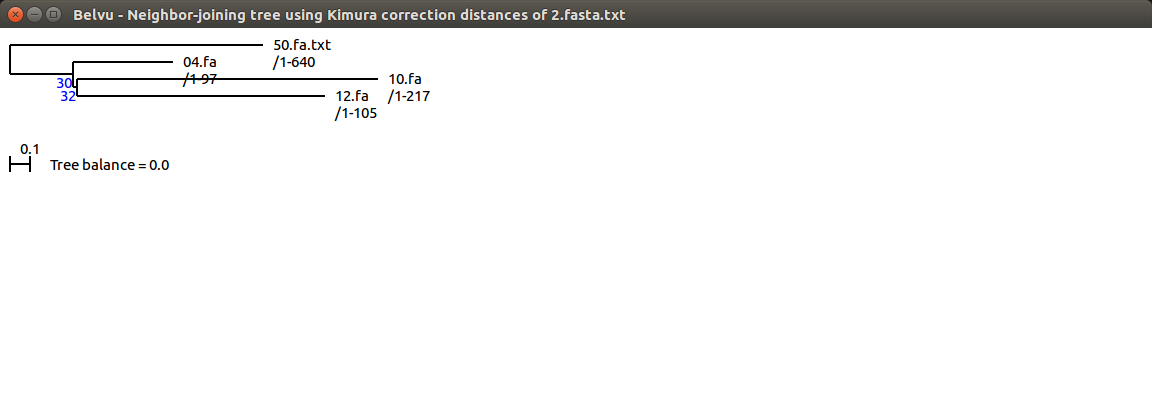 Belvu - Neighbor-joining tree using Kimura correction distances of 2.fasta.txt
50.fa.txt
/1-640
04.fa
/1-97
10.fa
/1-217
30
32
12.fa
/1-105
0.1
Tree balance = 0.0